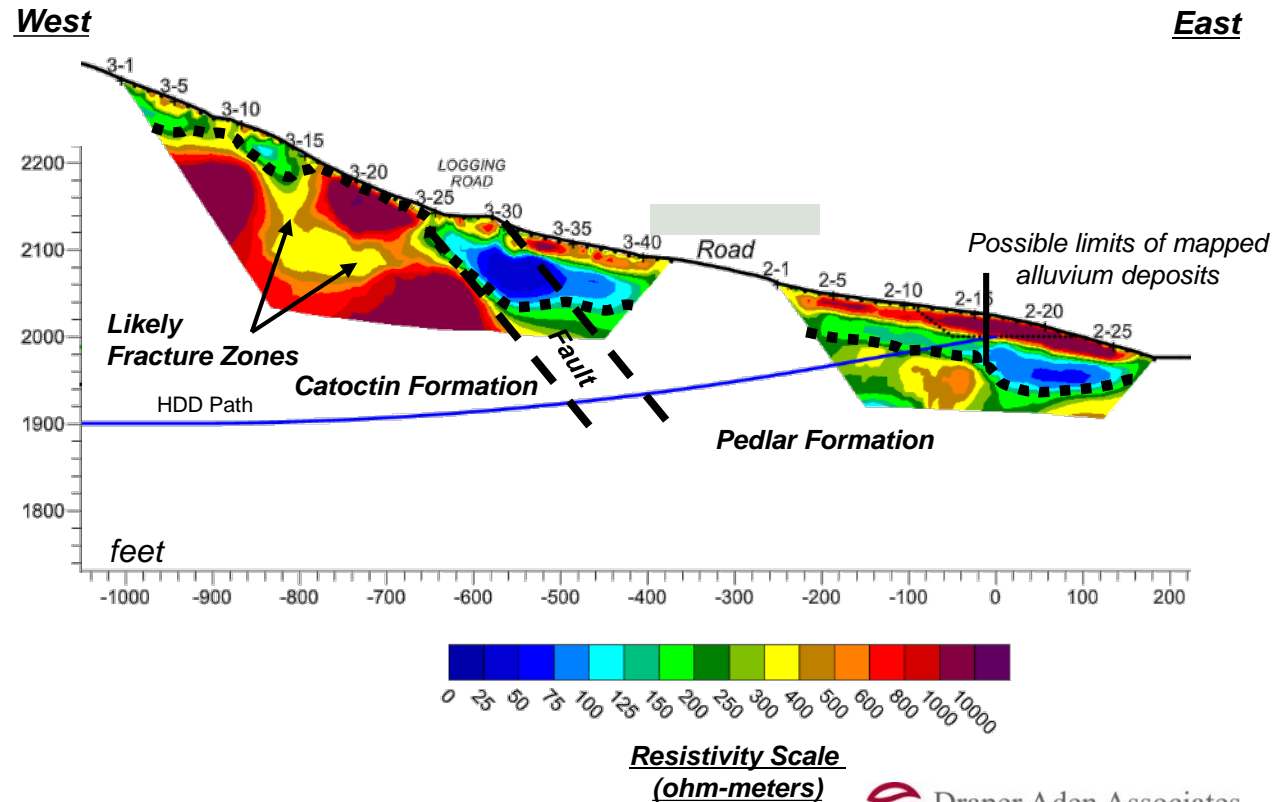 West
East
3-1
3-5
3-10
3-15
3-20
3-25
LOGGING
ROAD
3-30
3-35
3-40
Road
2-1
2-5
2-10
2-15
2-20
2-25
Possible limits of mapped
alluvium deposits
2200
2100
2000
1900
1800
Likely
Fracture Zones
Catoctin Formation
Fault
HDD Path
Pedlar Formation
feet
-1000 -900 -800 -700 -600 -500 -400 -300 -200 -100 0 100 200
0 25 50 75 100 125 150 200 250 300 400 500 600 800 1000 10000
Resistivity Scale
(ohm-meters)
Draper Aden Associates